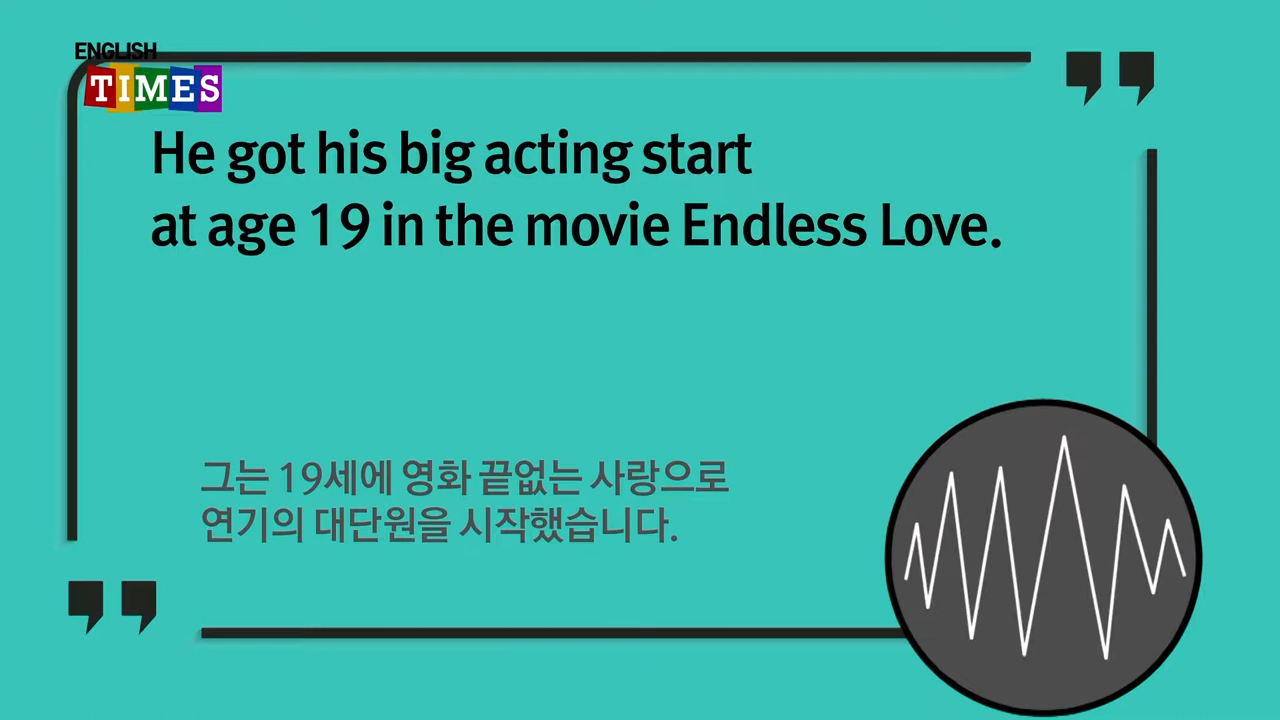 ENGLISH
TIMES
He got his big acting start
at age 19 in the movie Endless Love.
그는 19세에 영화 끝없는 사랑으로
연기의 대단원을 시작했습니다.